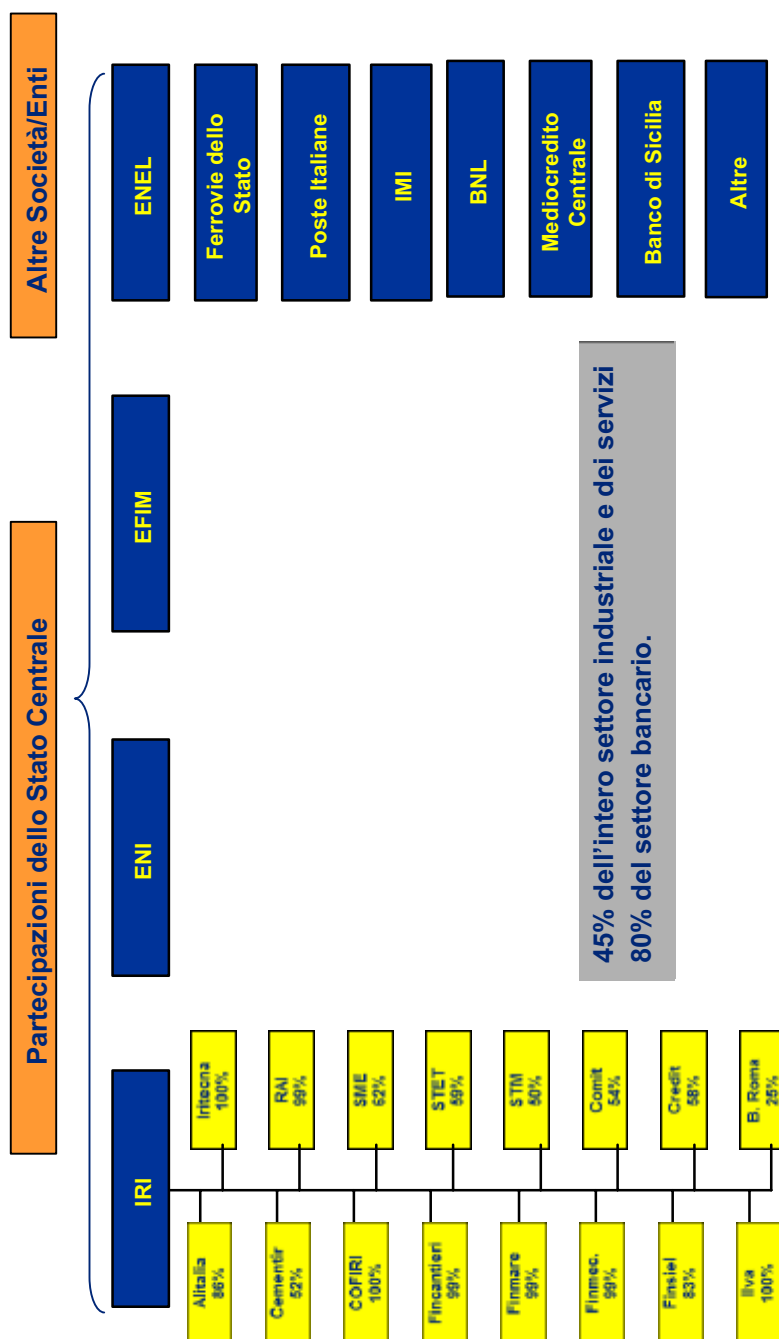 Partecipazioni dello Stato Centrale
Altre Società/Enti
IRI
ENI
EFIM
ENEL
Alitalia
86%
Iritecna
100%
Cementir
52%
RAI
99%
COFIRI
100%
SME
62%
Fincantieri
99%
STET
59%
Finmare
99%
STM
50%
Finmec.
99%
Comit
54%
Finsiel
83%
Credit
58%
Ilva
100%
B. Roma
25%
Ferrovie dello
Stato
Poste Italiane
IMI
BNL
Mediocredito
Centrale
Banco di Sicilia
Altre
45% dell'intero settore industriale e dei servizi
80% del settore bancario.